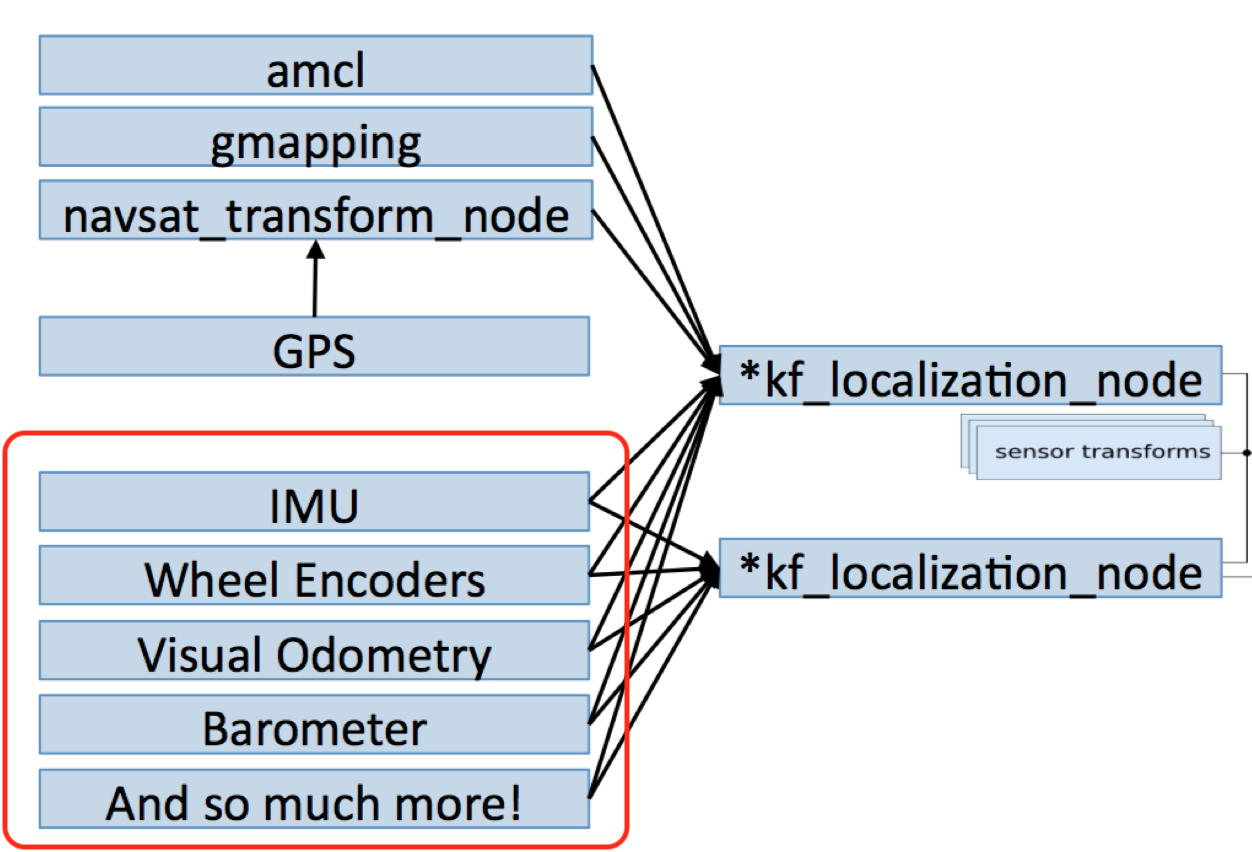 amcl
gmapping
navsat_transform_node
GPS
*kf_localization_node
sensor transforms
IMU
*kf_localization_node
Wheel Encoders
Visual Odometry
Barometer
And so much more!